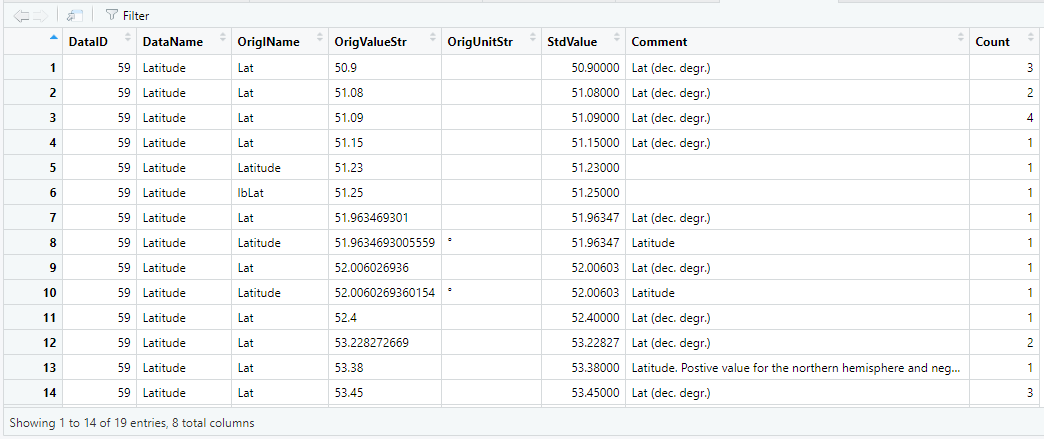 Filter
DataID DataName OriglName OrigValueStr OrigUnitStr StdValue Comment Count
1 59 Latitude Lat 50.9 50.90000 Lat (dec. degr.) 3
2 59 Latitude Lat 51.08 51.08000 Lat (dec. degr.) 2
3 59 Latitude Lat 51.09 51.09000 Lat (dec. degr.) 4
4 59 Latitude Lat 51.15 51.15000 Lat (dec. degr.) 1
5 59 Latitude Latitude 51.23 51.23000 1
6 59 Latitude lbLat 51.25 51.25000 1
7 59 Latitude Lat 51.963469301 51.96347 Lat (dec. degr.) 1
8 59 Latitude Latitude 51.9634693005559 ° 51.96347 Latitude 1
9 59 Latitude Lat 52.006026936 52.00603 Lat (dec. degr.) 1
10 59 Latitude Latitude 52.0060269360154 ° 52.00603 Latitude 1
11 59 Latitude Lat 52.4 52.40000 Lat (dec. degr.) 1
12 59 Latitude Lat 53.228272669 53.22827 Lat (dec. degr.) 2
13 59 Latitude Lat 53.38 53.38000 Latitude. Postive value for the northern hemisphere and neg... 1
14 59 Latitude Lat 53.45 53.45000 Lat (dec. degr.) 3
Showing 1 to 14 of 19 entries, 8 total columns